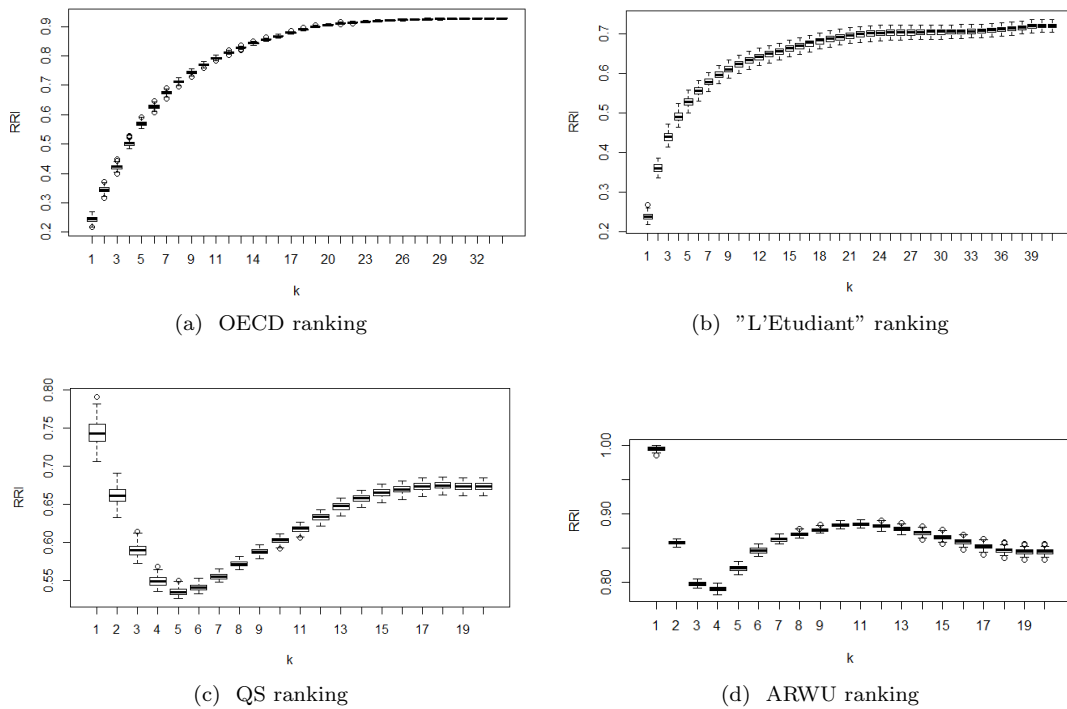 0.9
0.8
0.7
0.6
0.5
0.4
0.3
0.2
RRI
1 3 5 7 9 11 14 17 20 23 26 29 32
k
(a) OECD ranking
0.7
0.6
0.5
0.4
0.3
0.2
RRI
1 3 5 7 9 12 15 18 21 24 27 30 33 36 39
k
(b) "L'Etudiant" ranking
0.80
0.75
0.70
0.65
0.60
0.55
RRI
1 2 3 4 5 6 7 8 9 11 13 15 17 19
k
(c) QS ranking
1.00
0.90
0.80
RRI
1 2 3 4 5 6 7 8 9 11 13 15 17 19
k
(d) ARWU ranking